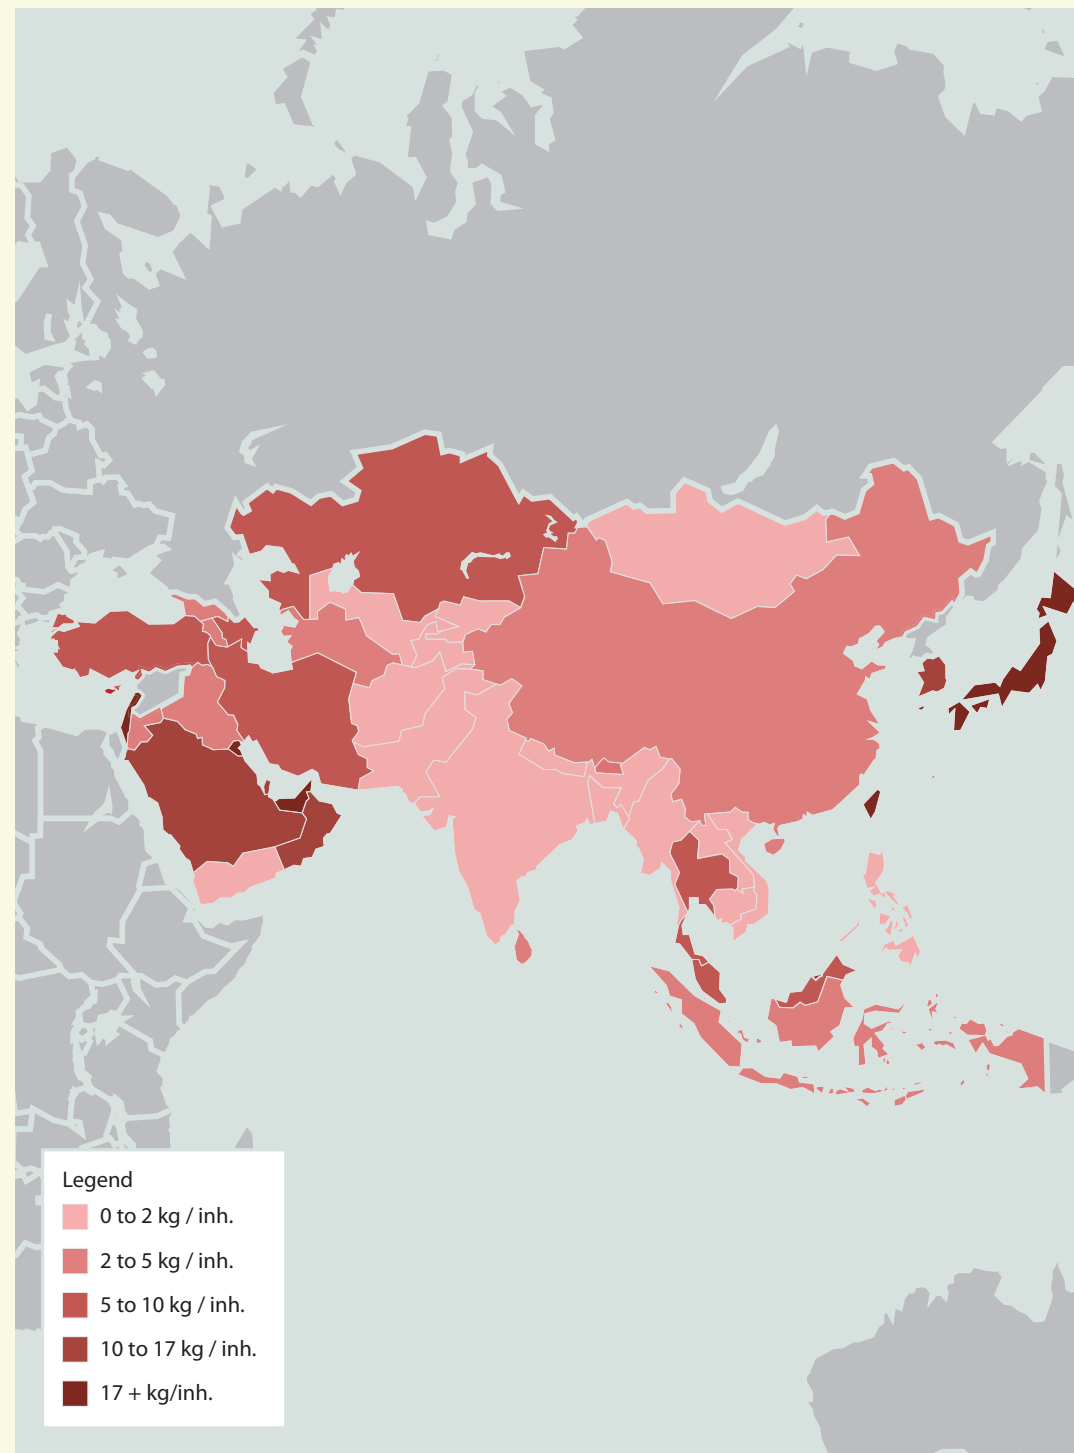 Legend
0 to 2 kg / inh.
2 to 5 kg / inh.
5 to 10 kg / inh.
10 to 17 kg / inh.
17 + kg/inh.